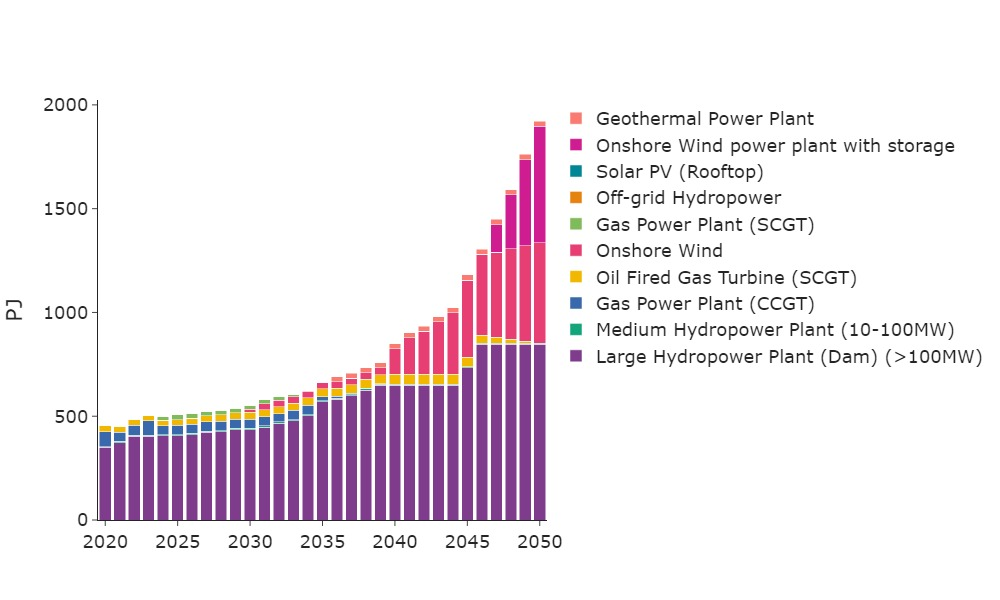 2000
1500
1000
500
0
PJ
2020
2025
2030
2035
2040
2045
2050
Geothermal Power Plant
Onshore Wind power plant with storage
Solar PV (Rooftop)
Off-grid Hydropower
Gas Power Plant (SCGT)
Onshore Wind
Oil Fired Gas Turbine (SCGT)
Gas Power Plant (CCGT)
Medium Hydropower Plant (10-100MW)
Large Hydropower Plant (Dam) (>100MW)